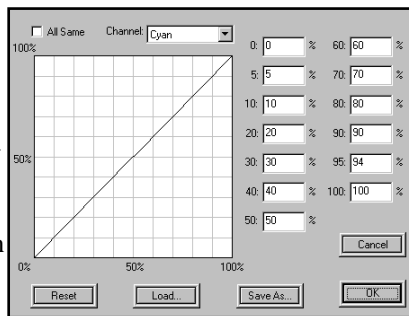 All Same Channel: Cyan
100%
50%
0% 50% 100%
0: 0 % 60: 60 %
5: 5 % 70: 70 %
10: 10 % 80: 80 %
20: 20 % 90: 90 %
30: 30 % 95: 94 %
40: 40 % 100: 100 %
50: 50 %
Cancel
Reset Load... Save As... OK